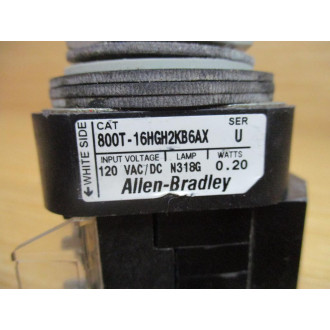 ← WHITE SIDE
CAT SER
800T-16HGH2KB6AX U
INPUT VOLTAGE LAMP WATTS
120 VAC/DC N318G 0.20
Allen-Bradley